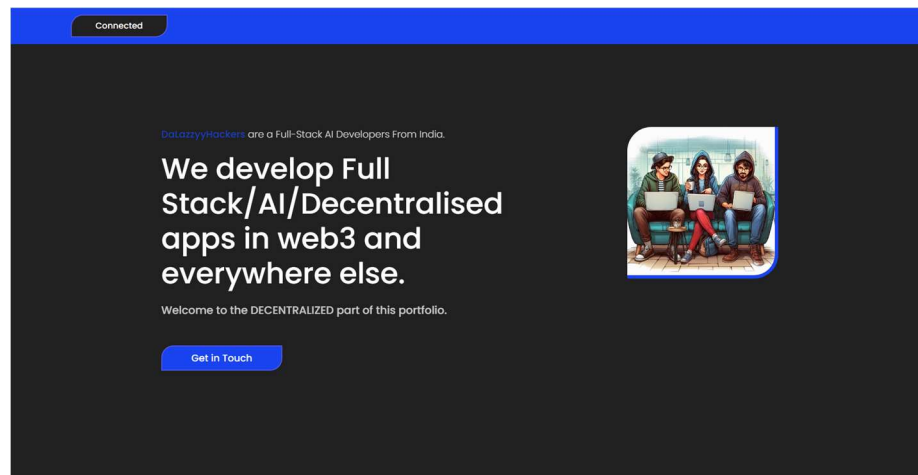 Connected
DaLazzyyHackers are a Full-Stack AI Developers From India.
We develop Full
Stack/AI/Decentralised
apps in web3 and
everywhere else.
Welcome to the DECENTRALIZED part of this portfolio.
Get in Touch